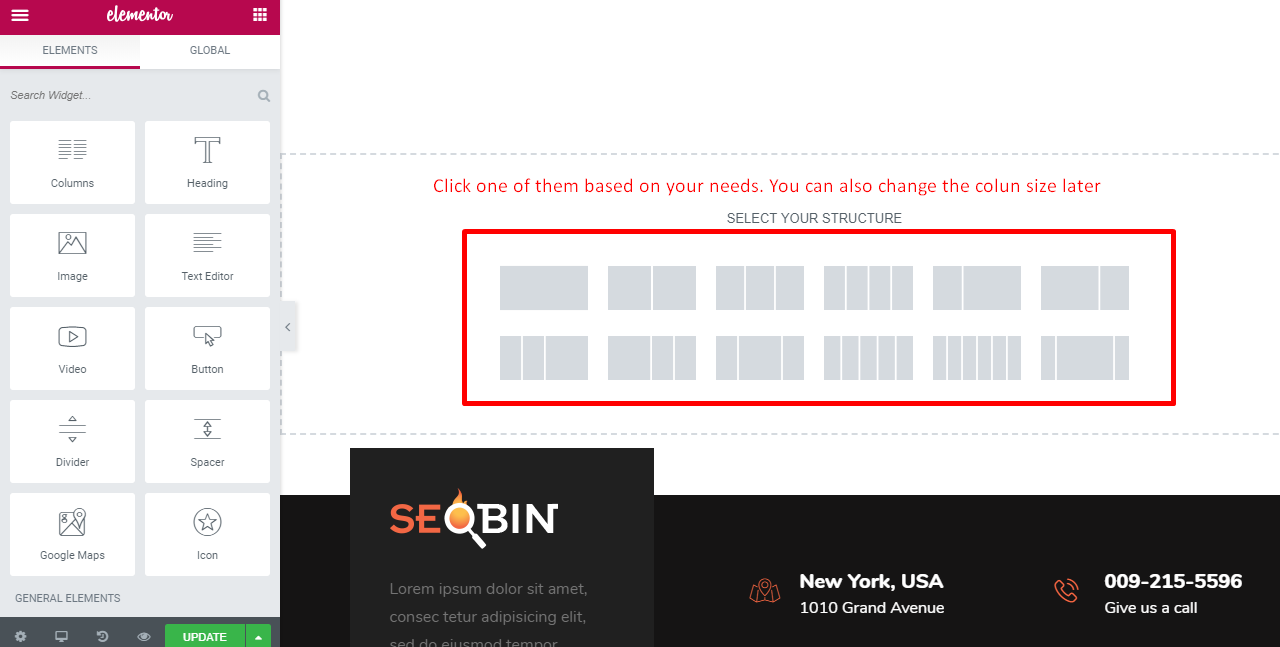 elementor
ELEMENTS
GLOBAL
Search Widget...
Columns
Heading
Image
Text Editor
Video
Button
Divider
Spacer
Google Maps
Icon
GENERAL ELEMENTS
UPDATE
Click one of them based on your needs. You can also change the colun size later
SELECT YOUR STRUCTURE
SEOBIN
Lorem ipsum dolor sit amet,
consec tetur adipisicing elit,
sed do eiusmod tempor
New York, USA
1010 Grand Avenue
009-215-5596
Give us a call